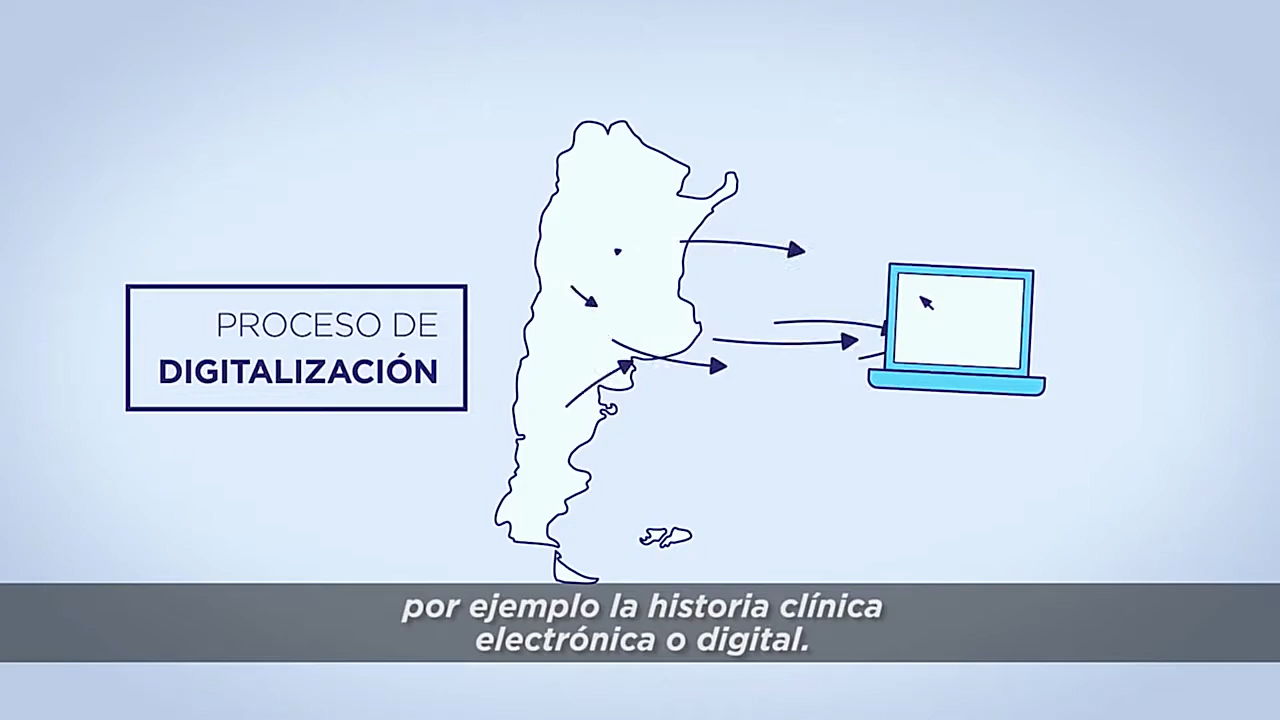 PROCESO DE
DIGITALIZACIÓN
por ejemplo la historia clínica
electrónica o digital.